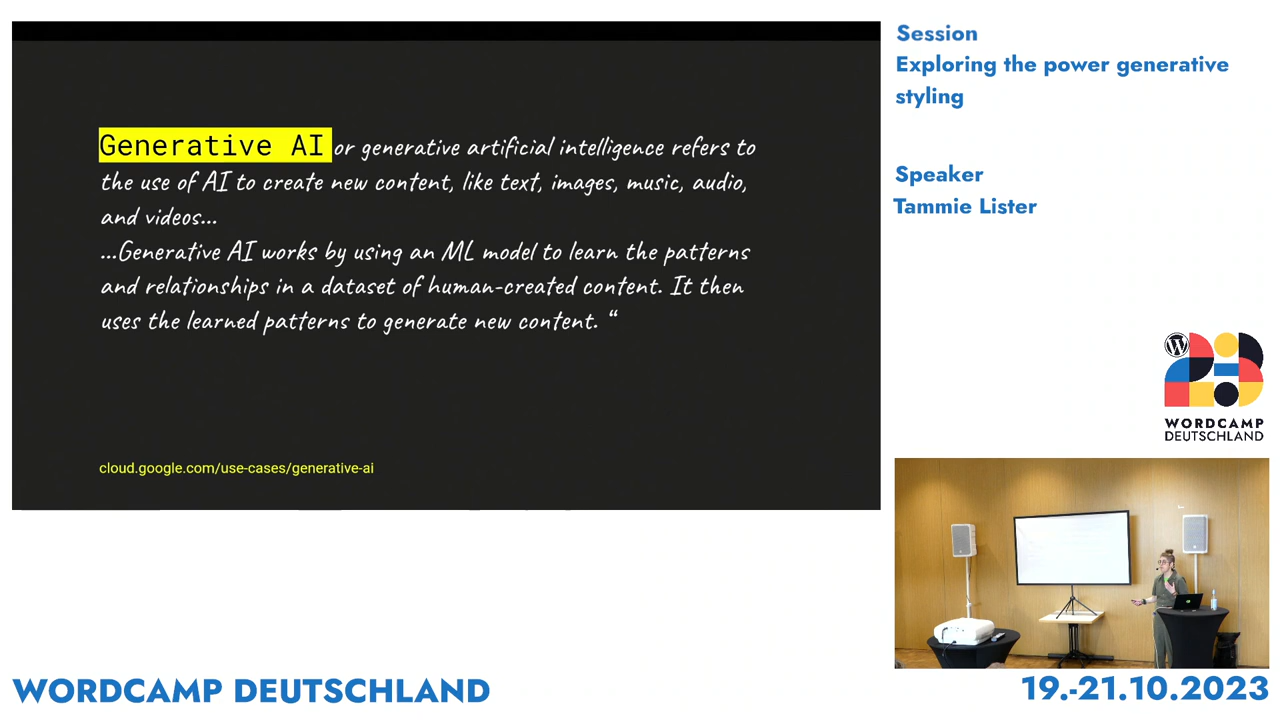 Generative AI or generative artificial intelligence refers to
the use of AI to create new content, like text, images, music, audio,
and videos...
...Generative AI works by using an ML model to learn the patterns
and relationships in a dataset of human-created content. It then
uses the learned patterns to generate new content. “
cloud.google.com/use-cases/generative-ai
Session
Exploring the power generative
styling
Speaker
Tammie Lister
WORDCAMP
DEUTSCHLAND
WORDCAMP DEUTSCHLAND
19.-21.10.2023